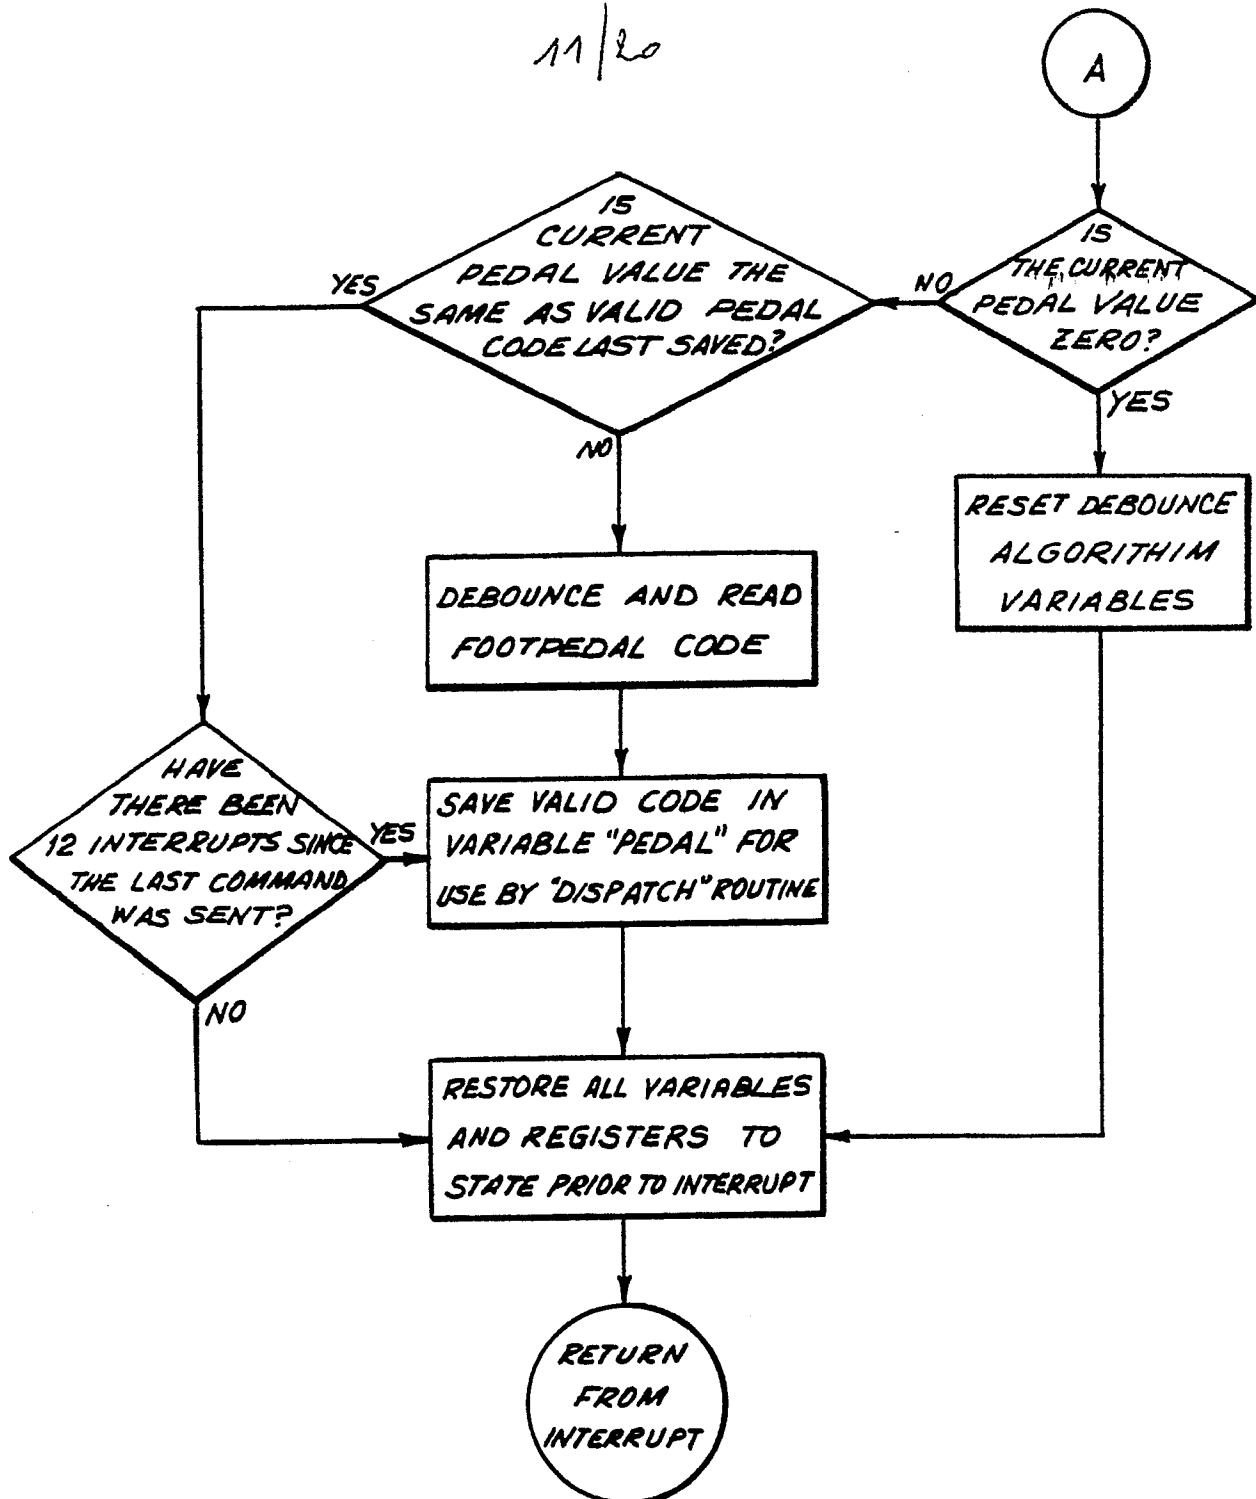 11/20
A
IS
THE CURRENT
PEDAL VALUE
ZERO?
NO
YES
IS
CURRENT
PEDAL VALUE THE
SAME AS VALID PEDAL
CODE LAST SAVED?
YES
NO
RESET DEBOUNCE
ALGORITHIM
VARIABLES
DEBOUNCE AND READ
FOOTPEDAL CODE
HAVE
THERE BEEN
12 INTERRUPTS SINCE
THE LAST COMMAND
WAS SENT?
YES
NO
SAVE VALID CODE IN
VARIABLE "PEDAL" FOR
USE BY "DISPATCH" ROUTINE
RESTORE ALL VARIABLES
AND REGISTERS TO
STATE PRIOR TO INTERRUPT
RETURN
FROM
INTERRUPT